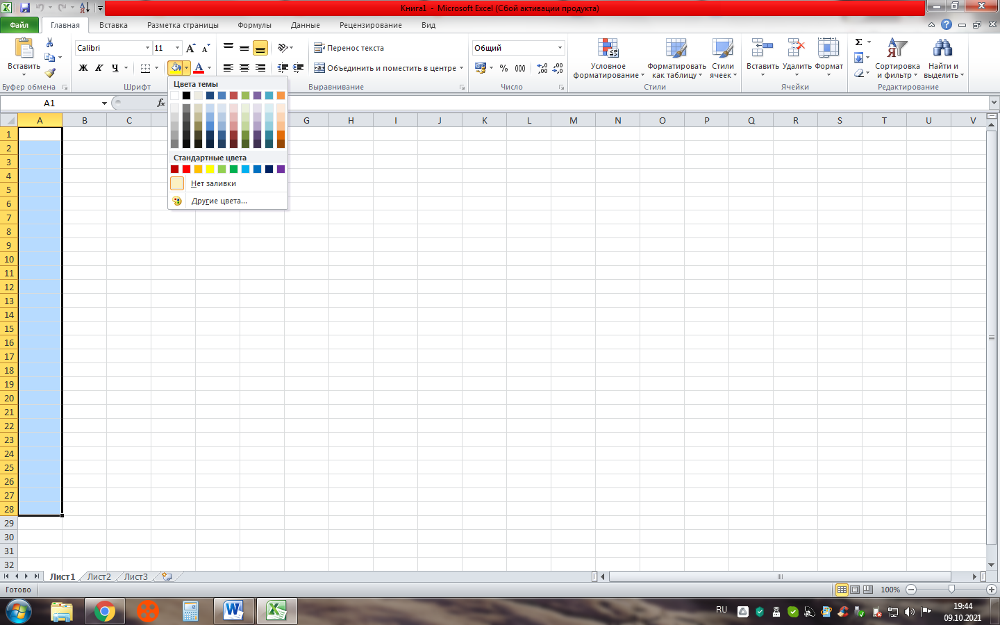 Книга1 - Microsoft Excel (Сбой активации продукта)
Файл Главная Вставка Разметка страницы Формулы Данные Рецензирование Вид
Calibri 11 Перенос текста Общий
Вставить Ж К Ч Объединить и поместить в центре % 000
Условное форматирование
Форматировать как таблицу
Стили ячеек
Вставить Удалить Формат
Сортировка и фильтр
Найти и выделить
Буфер обмена Шрифт Выравнивание Число Стили Ячейки Редактирование
A1 fx
Цвета темы
Стандартные цвета
Нет заливки
Другие цвета...
A B C G H I J K L M N O P Q R S T U V
1
2
3
4
5
6
7
8
9
10
11
12
13
14
15
16
17
18
19
20
21
22
23
24
25
26
27
28
29
30
31
32
Лист1 Лист2 Лист3
Готово 100%
RU 19:44
09.10.2021